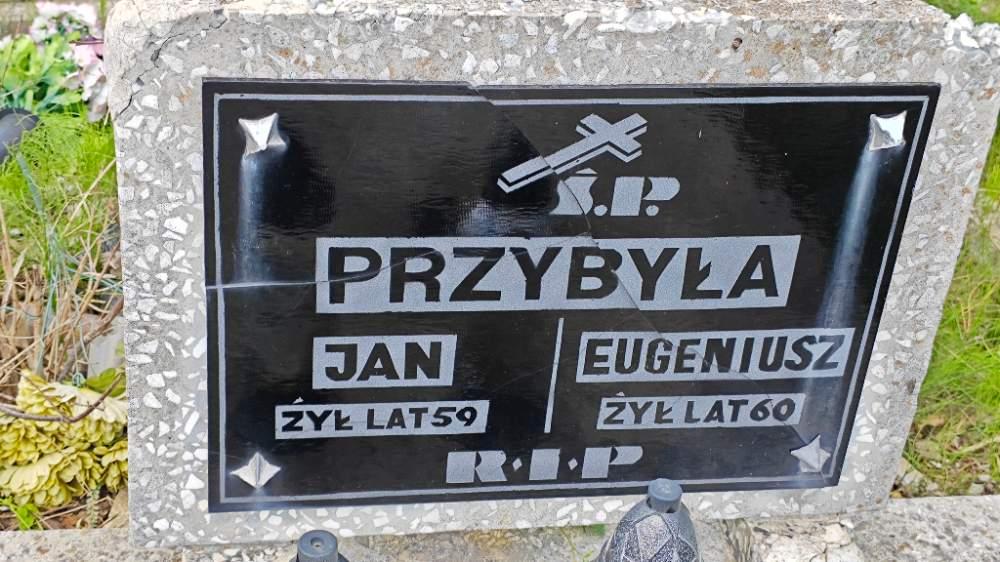 Ś.P.
PRZYBYŁA
JAN
ŻYŁ LAT 59
EUGENIUSZ
ŻYŁ LAT 60
R·I·P